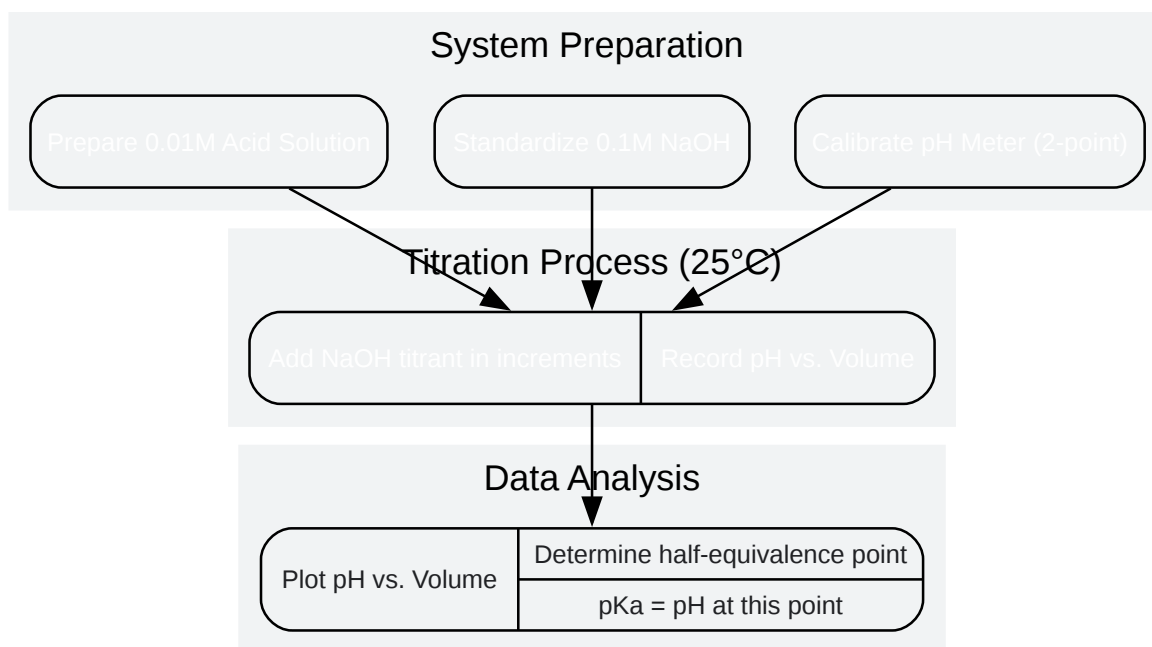 System Preparation
Prepare 0.01M Acid Solution
Standardize 0.1M NaOH
Calibrate pH Meter (2-point)
Titration Process (25°C)
Add NaOH titrant in increments
Record pH vs. Volume
Data Analysis
Plot pH vs. Volume
Determine half-equivalence point
pKa = pH at this point